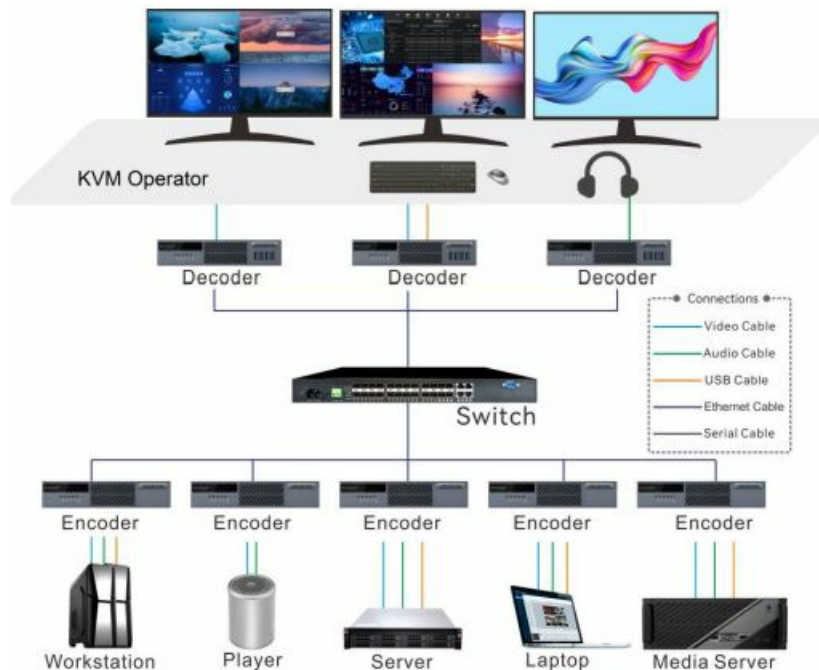 KVM Operator
Decoder
Decoder
Decoder
Connections
Video Cable
Audio Cable
USB Cable
Ethernet Cable
Serial Cable
Switch
Encoder
Encoder
Encoder
Encoder
Encoder
Workstation
Player
Server
Laptop
Media Server